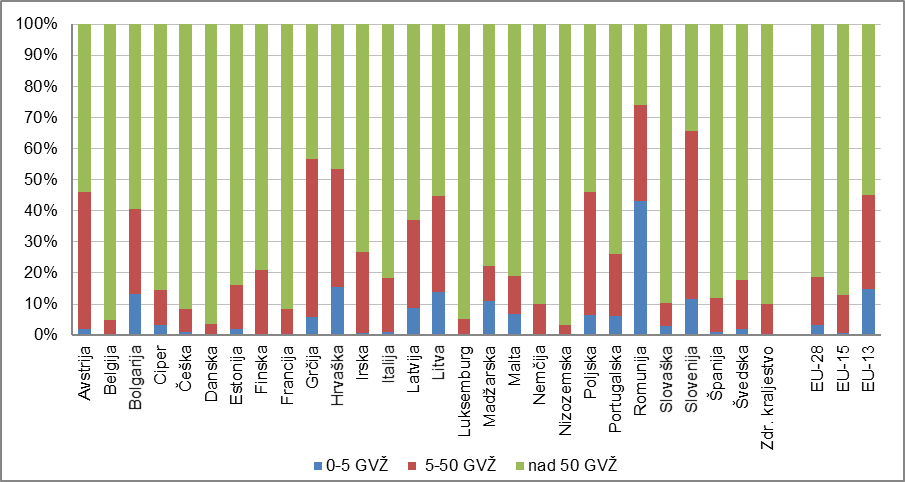 100%
90%
80%
70%
60%
50%
40%
30%
20%
10%
0%
Avstrija
Belgija
Bolgarija
Ciper
Češka
Danska
Estonija
Finska
Francija
Grčija
Hrvaška
Irska
Italija
Latvija
Litva
Luksemburg
Madžarska
Malta
Nemčija
Nizozemska
Poljska
Portugalska
Romunija
Slovaška
Slovenija
Španija
Švedska
Zdr. kraljestvo
EU-28
EU-15
EU-13
0-5 GVŽ 5-50 GVŽ nad 50 GVŽ